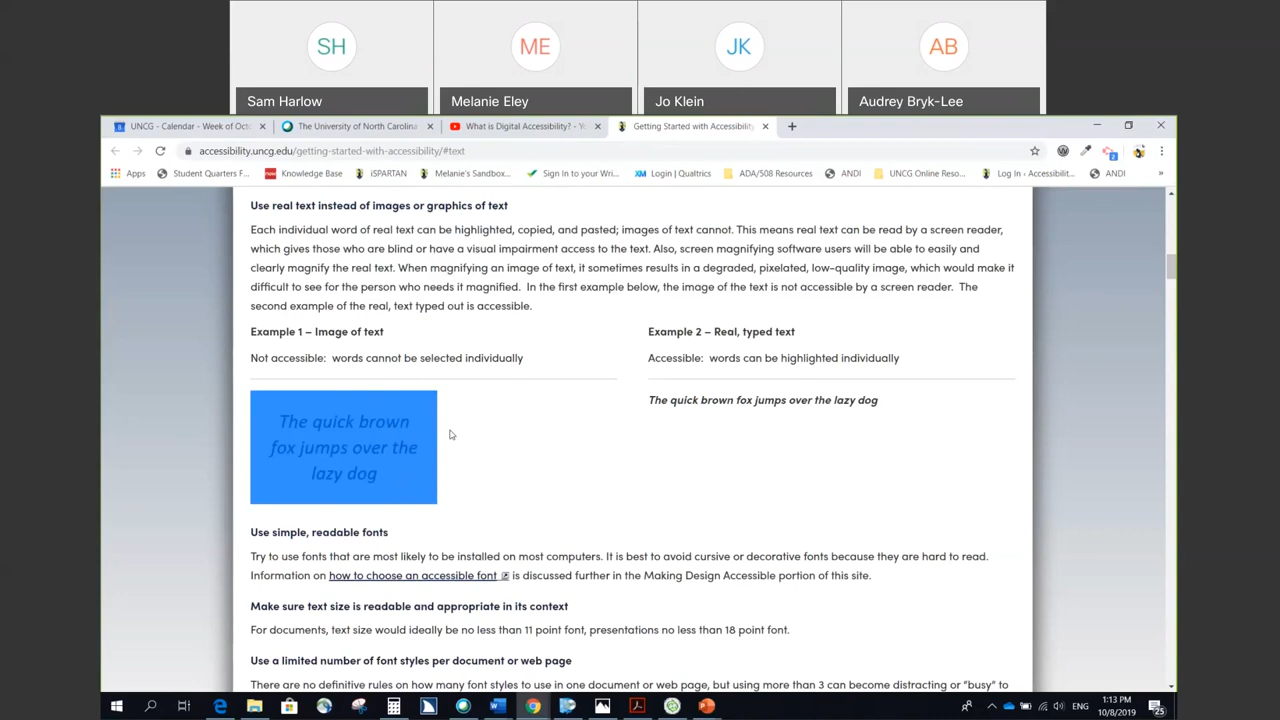 SH
ME
JK
AB
Sam Harlow
Melanie Eley
Jo Klein
Audrey Bryk-Lee
UNCG - Calendar - Week of Octo
The University of North Carolina
What is Digital Accessibility? - Yo
Getting Started with Accessibility
accessibility.uncg.edu/getting-started-with-accessibility/#text
2
Apps
Student Quarters F...
Knowledge Base
iSPARTAN
Melanie's Sandbox...
Sign In to your Wri...
Login | Qualtrics
ADA/508 Resources
ANDI
UNCG Online Reso...
Log In ‹ Accessibilit...
ANDI
»
Use real text instead of images or graphics of text
Each individual word of real text can be highlighted, copied, and pasted; images of text cannot. This means real text can be read by a screen reader,
which gives those who are blind or have a visual impairment access to the text. Also, screen magnifying software users will be able to easily and
clearly magnify the real text. When magnifying an image of text, it sometimes results in a degraded, pixelated, low-quality image, which would make it
difficult to see for the person who needs it magnified. In the first example below, the image of the text is not accessible by a screen reader. The
second example of the real, text typed out is accessible.
Example 1 – Image of text
Not accessible: words cannot be selected individually
The quick brown
fox jumps over the
lazy dog
Example 2 – Real, typed text
Accessible: words can be highlighted individually
The quick brown fox jumps over the lazy dog
Use simple, readable fonts
Try to use fonts that are most likely to be installed on most computers. It is best to avoid cursive or decorative fonts because they are hard to read.
Information on how to choose an accessible font is discussed further in the Making Design Accessible portion of this site.
Make sure text size is readable and appropriate in its context
For documents, text size would ideally be no less than 11 point font, presentations no less than 18 point font.
Use a limited number of font styles per document or web page
There are no definitive rules on how many font styles to use in one document or web page, but using more than 3 can become distracting or “busy” to
ENG
1:13 PM
10/8/2019
25